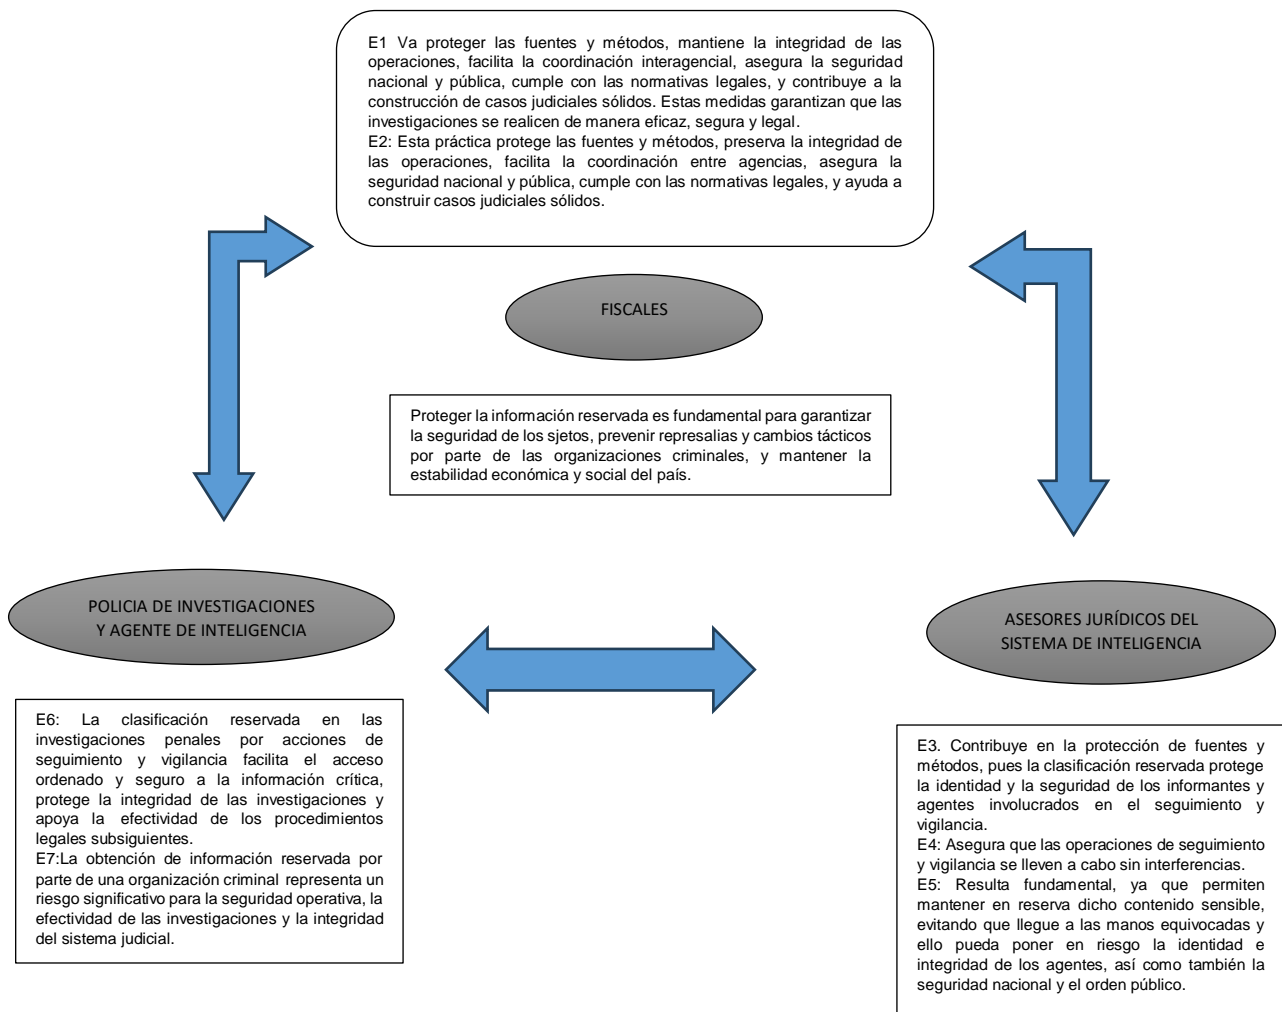 E1 Va proteger las fuentes y métodos, mantiene la integridad de las
operaciones, facilita la coordinación interagencial, asegura la seguridad
nacional y pública, cumple con las normativas legales, y contribuye a la
construcción de casos judiciales sólidos. Estas medidas garantizan que las
investigaciones se realicen de manera eficaz, segura y legal.
E2: Esta práctica protege las fuentes y métodos, preserva la integridad de
las operaciones, facilita la coordinación entre agencias, asegura la
seguridad nacional y pública, cumple con las normativas legales, y ayuda a
construir casos judiciales sólidos.
FISCALES
Proteger la información reservada es fundamental para garantizar
la seguridad de los sjetos, prevenir represalias y cambios tácticos
por parte de las organizaciones criminales, y mantener la
estabilidad económica y social del país.
POLICIA DE INVESTIGACIONES
Y AGENTE DE INTELIGENCIA
ASESORES JURÍDICOS DEL
SISTEMA DE INTELIGENCIA
E6: La clasificación reservada en las
investigaciones penales por acciones de
seguimiento y vigilancia facilita el acceso
ordenado y seguro a la información crítica,
protege la integridad de las investigaciones y
apoya la efectividad de los procedimientos
legales subsiguientes.
E7:La obtención de información reservada por
parte de una organización criminal representa un
riesgo significativo para la seguridad operativa, la
efectividad de las investigaciones y la integridad
del sistema judicial.
E3. Contribuye en la protección de fuentes y
métodos, pues la clasificación reservada protege
la identidad y la seguridad de los informantes y
agentes involucrados en el seguimiento y
vigilancia.
E4: Asegura que las operaciones de seguimiento
y vigilancia se lleven a cabo sin interferencias.
E5: Resulta fundamental, ya que permiten
mantener en reserva dicho contenido sensible,
evitando que llegue a las manos equivocadas y
ello pueda poner en riesgo la identidad e
integridad de los agentes, así como también la
seguridad nacional y el orden público.